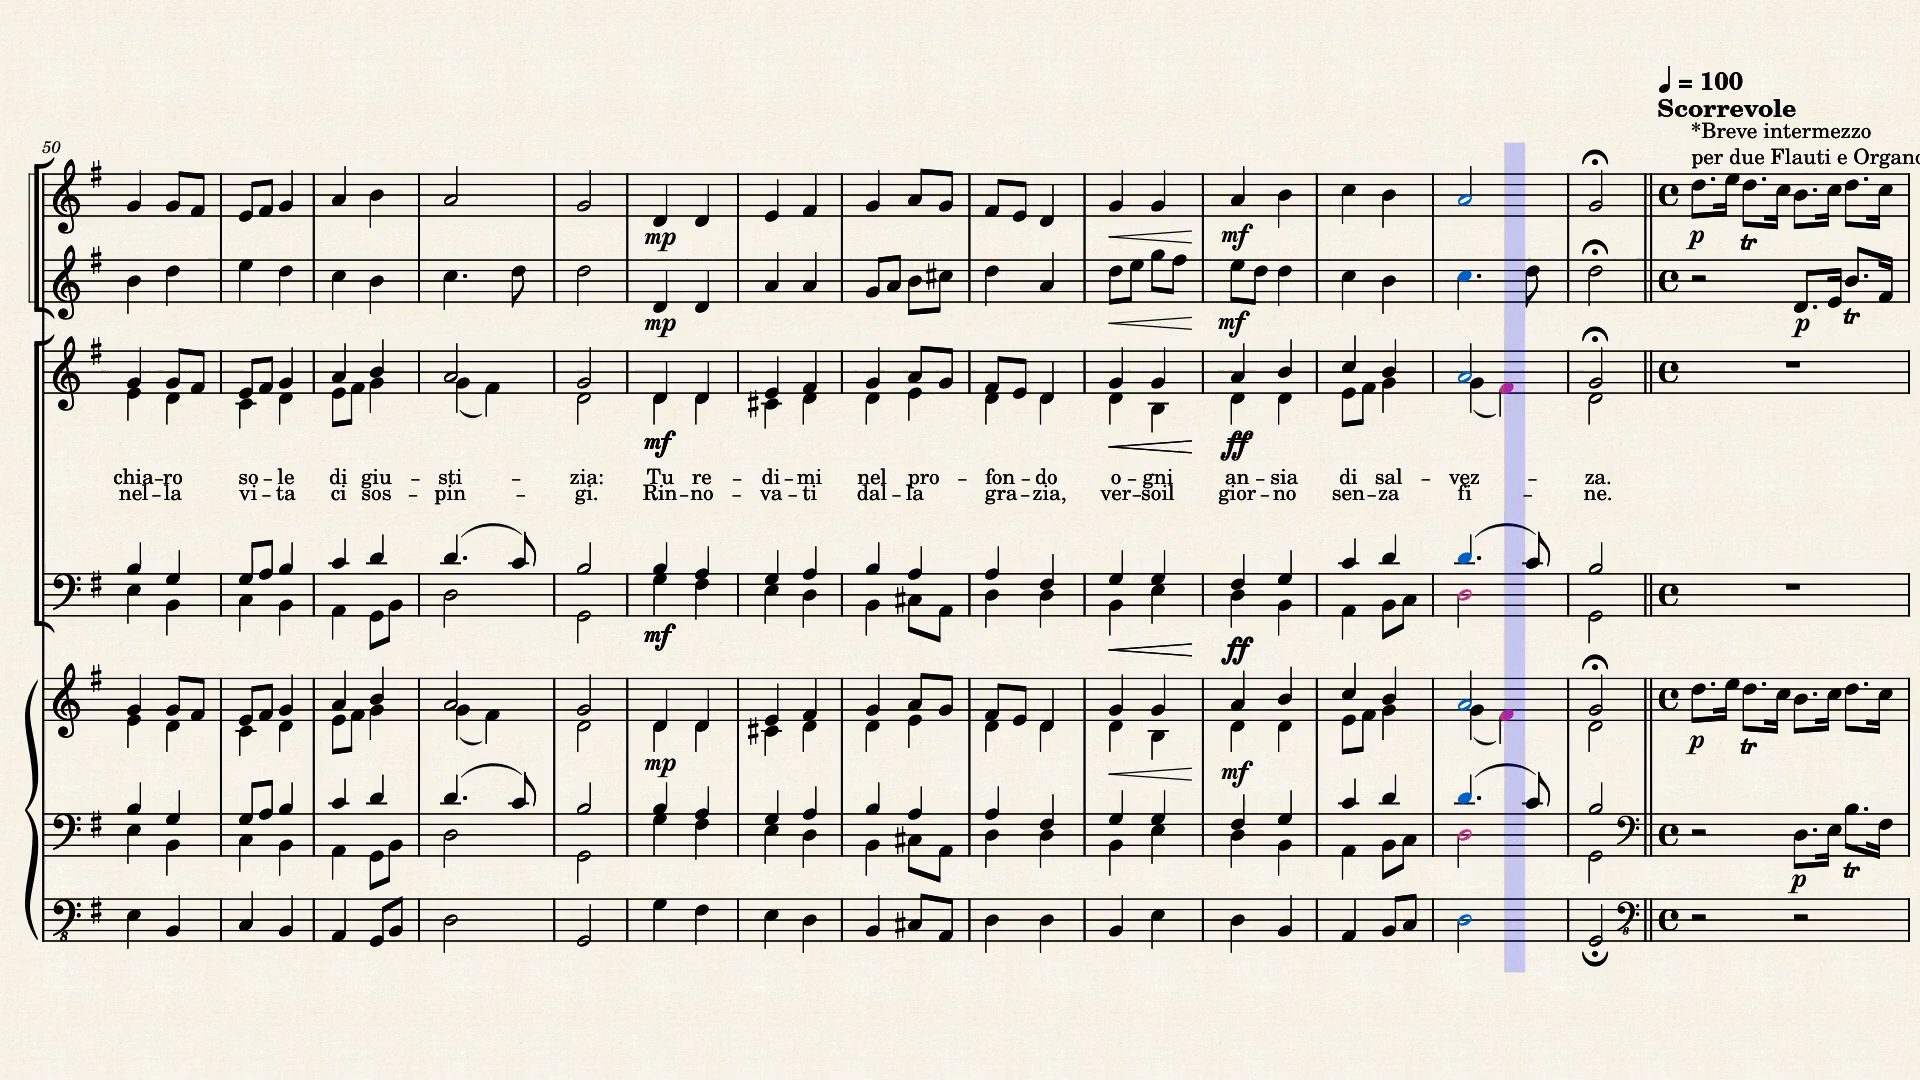 = 100
Scorrevole
*Breve intermezzo
per due Flauti e Organo
50
mp mf p tr
mp mf p tr
mf ff
chia-ro so-le di giu - sti - zia: Tu re - di-mi nel pro - fon-do o-gni an-sia di sal - vez - za.
nel-la vi-ta ci sos - pin - gi. Rin-no - va-ti dal-la gra-zia, ver-soil gior-no sen-za fi - ne.
mf ff
mp mf p tr
p tr
8 8